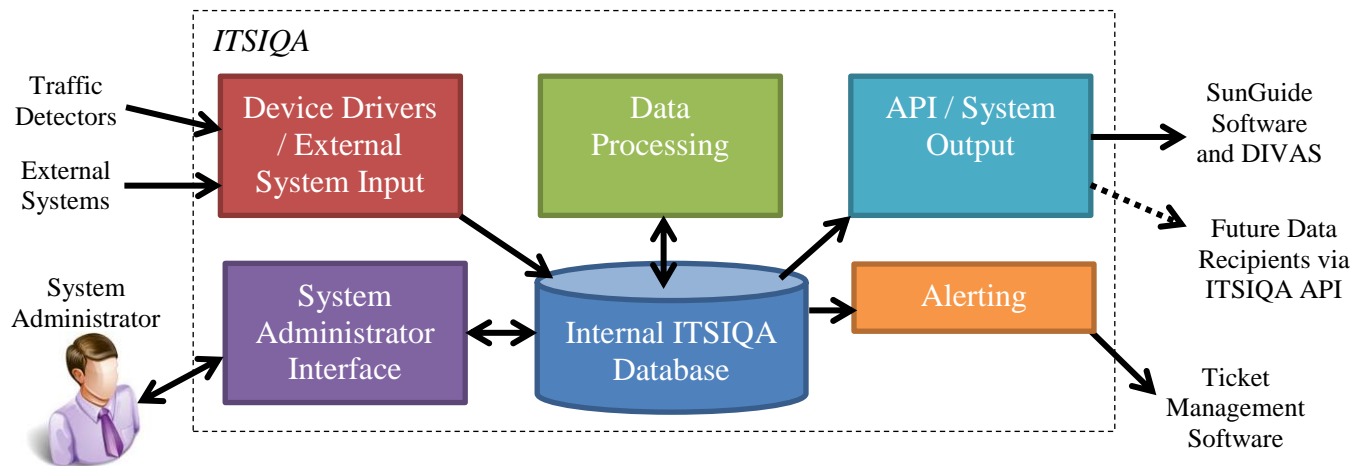 ITSIQA
Traffic
Detectors
External
Systems
Device Drivers
/ External
System Input
Data
Processing
API / System
Output
SunGuide
Software
and DIVAS
Future Data
Recipients via
ITSIQA API
System
Administrator
System
Administrator
Interface
Internal ITSIQA
Database
Alerting
Ticket
Management
Software